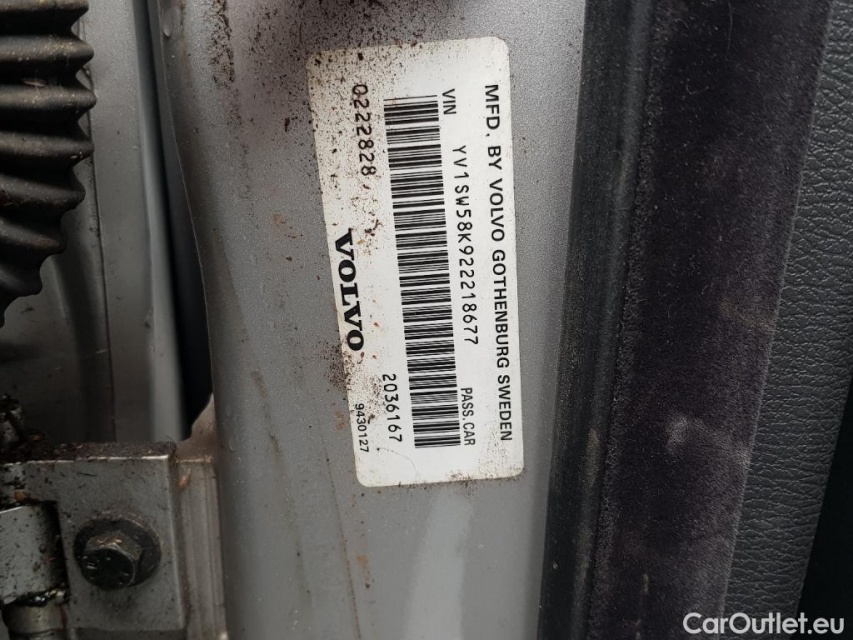 MFD. BY VOLVO GOTHENBURG SWEDEN
VIN YV1SW58K922218677 PASS.CAR
0222828 2036167
VOLVO 9430127
CarOutlet.eu